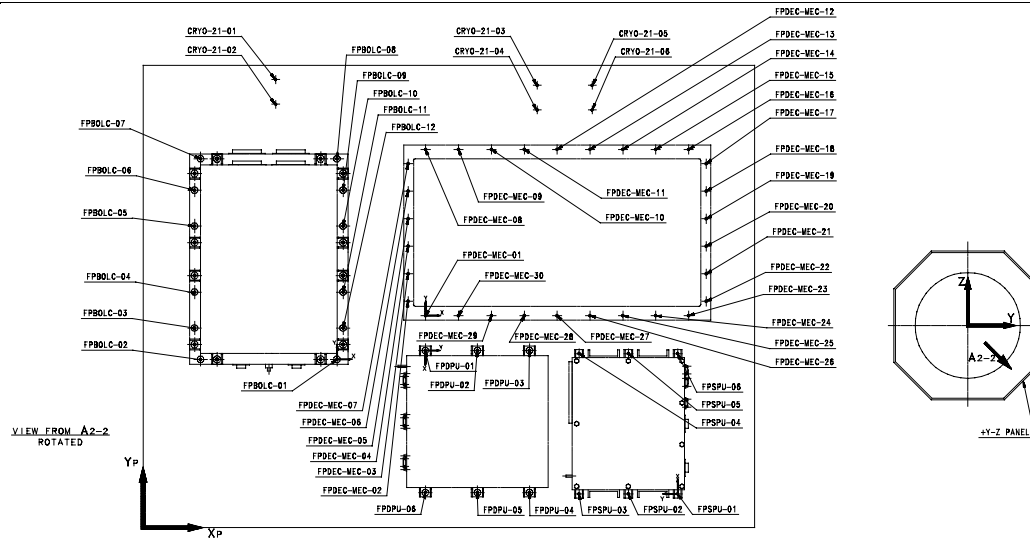 FPDEC-MEC-12
CRYO-21-01
CRYO-21-03
CRYO-21-05
FPDEC-MEC-13
CRYO-21-02
FPBOLC-08
CRYO-21-04
CRYO-21-06
FPDEC-MEC-14
FPBOLC-09
FPDEC-MEC-15
FPBOLC-10
FPDEC-MEC-16
FPBOLC-11
FPDEC-MEC-17
FPBOLC-07
FPBOLC-12
FPDEC-MEC-18
FPBOLC-06
FPDEC-MEC-09
FPDEC-MEC-11
FPDEC-MEC-19
FPBOLC-05
FPDEC-MEC-08
FPDEC-MEC-10
FPDEC-MEC-20
FPDEC-MEC-21
FPDEC-MEC-01
FPBOLC-04
FPDEC-MEC-30
FPDEC-MEC-22
Z
Y
X
FPDEC-MEC-23
FPBOLC-03
FPDEC-MEC-24
Y
FPDEC-MEC-29
FPDEC-MEC-28
FPDEC-MEC-27
FPDEC-MEC-25
FPBOLC-02
Y
X
Y
FPDPU-01
FPDEC-MEC-26
A2-2
X
FPDPU-02
FPDPU-03
FPBOLC-01
FPSPU-06
FPDEC-MEC-07
FPSPU-05
FPDEC-MEC-06
FPSPU-04
VIEW FROM A2-2
ROTATED
FPDEC-MEC-05
+Y-Z PANEL
FPDEC-MEC-04
YP
FPDEC-MEC-03
FPDEC-MEC-02
X
Y
FPDPU-06
FPDPU-05
FPDPU-04
FPSPU-03
FPSPU-02
FPSPU-01
XP